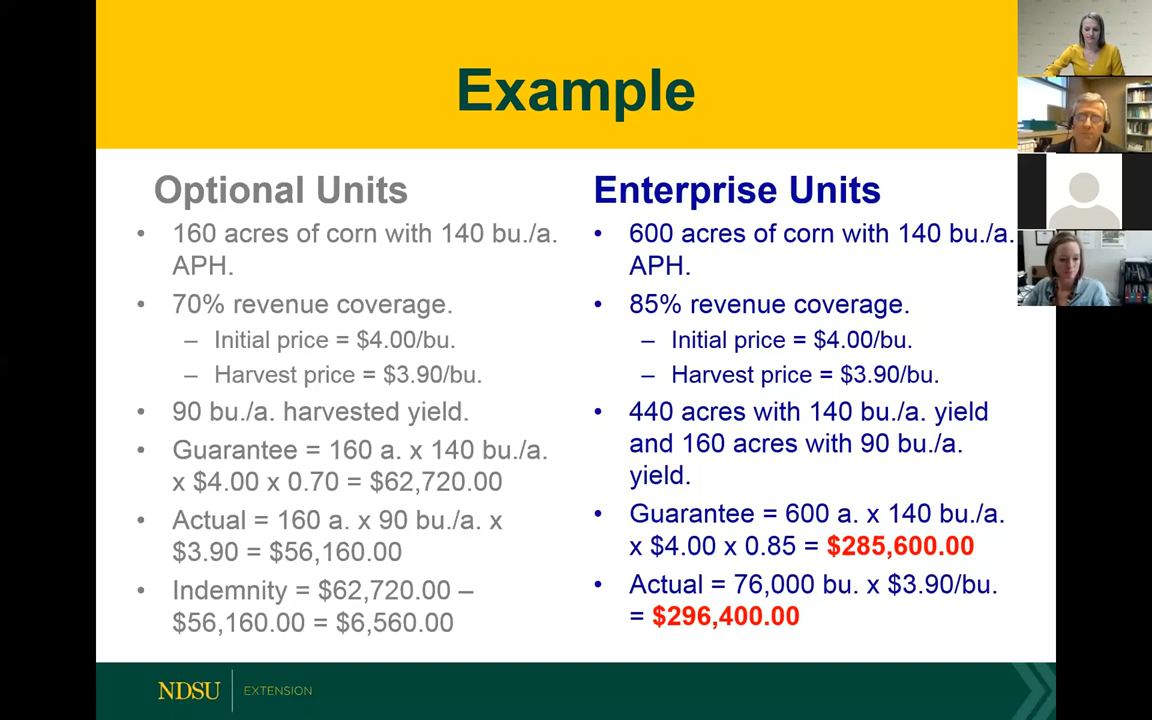 Example
Optional Units
• 160 acres of corn with 140 bu./a.
APH.
• 70% revenue coverage.
– Initial price = $4.00/bu.
– Harvest price = $3.90/bu.
• 90 bu./a. harvested yield.
• Guarantee = 160 a. x 140 bu./a.
x $4.00 x 0.70 = $62,720.00
• Actual = 160 a. x 90 bu./a. x
$3.90 = $56,160.00
• Indemnity = $62,720.00 –
$56,160.00 = $6,560.00
Enterprise Units
• 600 acres of corn with 140 bu./a.
APH.
• 85% revenue coverage.
– Initial price = $4.00/bu.
– Harvest price = $3.90/bu.
• 440 acres with 140 bu./a. yield
and 160 acres with 90 bu./a.
yield.
• Guarantee = 600 a. x 140 bu./a.
x $4.00 x 0.85 = $285,600.00
• Actual = 76,000 bu. x $3.90/bu.
= $296,400.00
NDSU EXTENSION